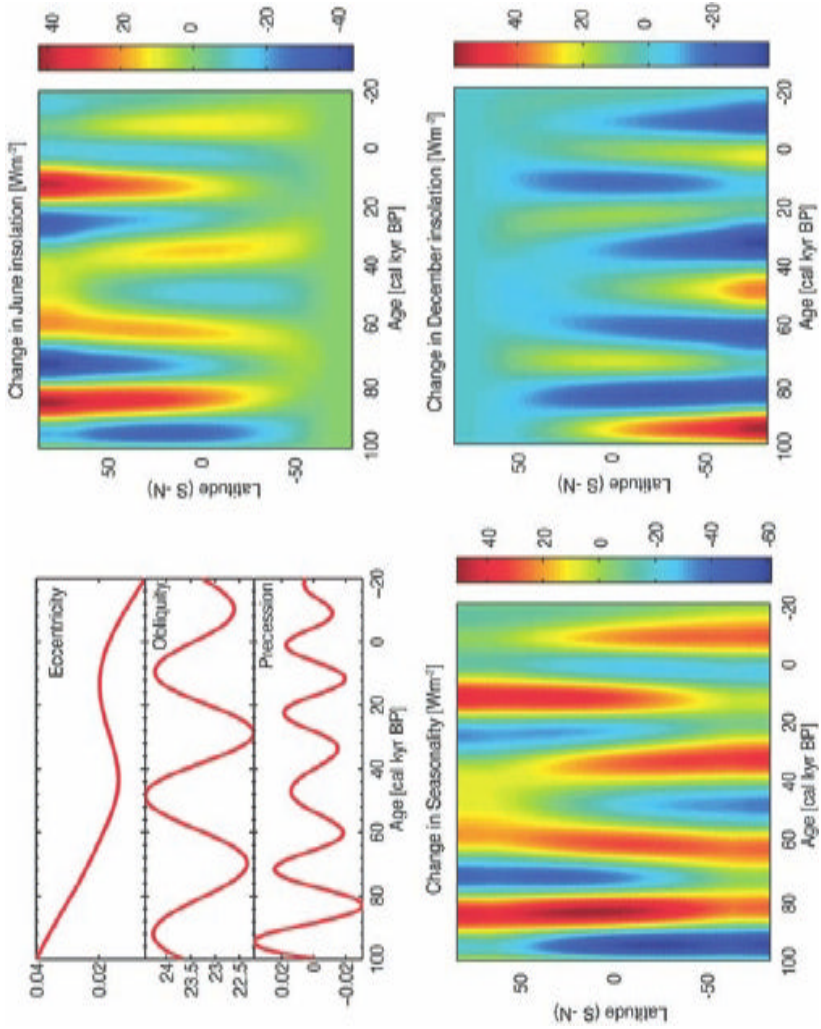 Eccentricity
0.04
0.02
Obliquity
24
23.5
23
22.5
Precession
0.02
0
-0.02
100 80 60 40 20 0 -20
Age [cal kyr BP]
Change in June insolation [Wm-2]
50
0
-50
Latitude (S -N)
100 80 60 40 20 0 -20
Age [cal kyr BP]
40
20
0
-20
-40
Change in Seasonality [Wm-2]
50
0
-50
Latitude (S -N)
100 80 60 40 20 0 -20
Age [cal kyr BP]
40
20
0
-20
-40
-60
Change in December insolation [Wm-2]
50
0
-50
Latitude (S -N)
100 80 60 40 20 0 -20
Age [cal kyr BP]
40
20
0
-20